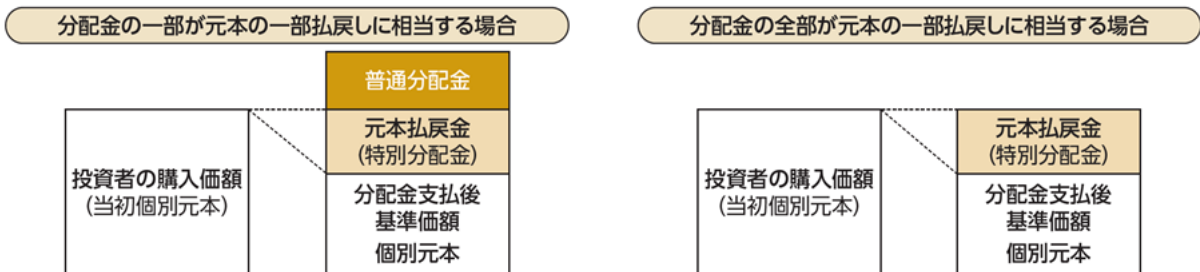 分配金の一部が元本の一部払戻しに相当する場合
普通分配金
元本払戻金
(特別分配金)
投資者の購入価額
(当初個別元本)
分配金支払後
基準価額
個別元本
分配金の全部が元本の一部払戻しに相当する場合
元本払戻金
(特別分配金)
投資者の購入価額
(当初個別元本)
分配金支払後
基準価額
個別元本